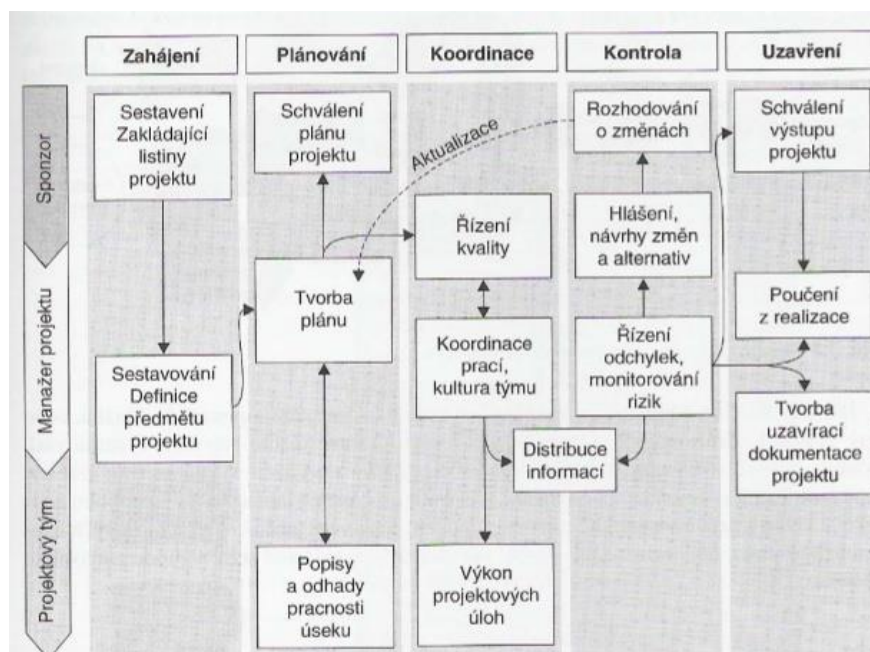 Zahájení
Plánování
Koordinace
Kontrola
Uzavření
Sponzor
Manažer projektu
Projektový tým
Sestavení
Zakládající
listiny
projektu
Sestavování
Definice
předmětu
projektu
Schválení
plánu
projektu
Tvorba
plánu
Popisy
a odhady
pracnosti
úseku
Aktualizace
Řízení
kvality
Koordinace
prací,
kultura týmu
Distribuce
informací
Výkon
projektových
úloh
Rozhodování
o změnách
Hlášení,
návrhy změn
a alternativ
Řízení
odchylek,
monitorování
rizik
Schválení
výstupu
projektu
Poučení
z realizace
Tvorba
uzavírací
dokumentace
projektu